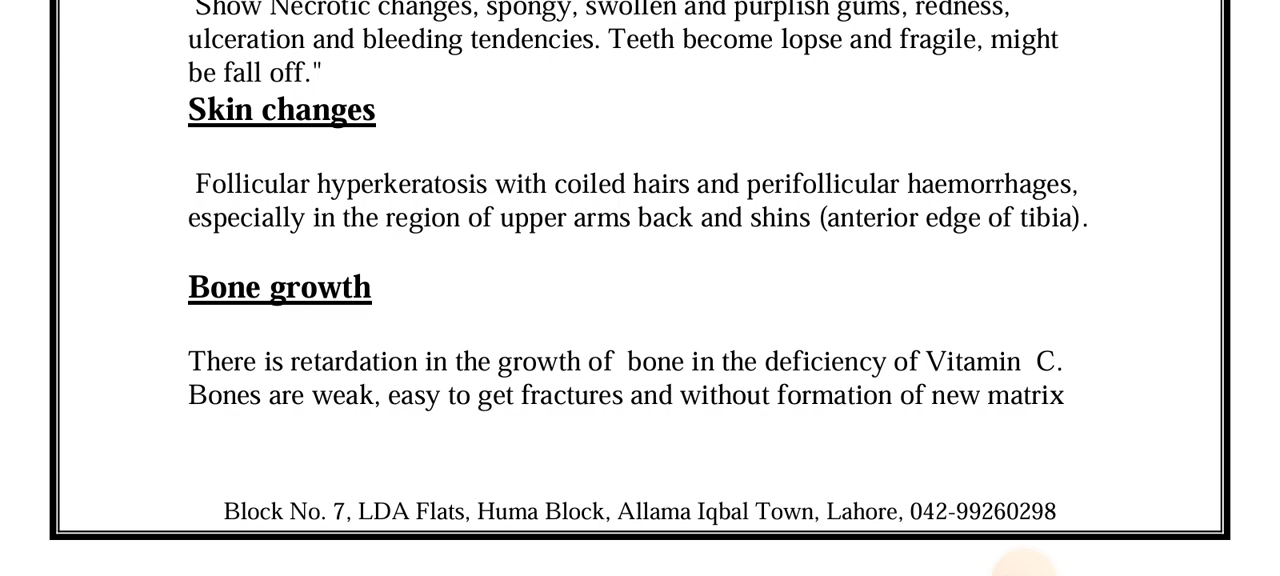 Show Necrotic changes, spongy, swollen and purplish gums, redness,
ulceration and bleeding tendencies. Teeth become lopse and fragile, might
be fall off."
Skin changes
Follicular hyperkeratosis with coiled hairs and perifollicular haemorrhages,
especially in the region of upper arms back and shins (anterior edge of tibia).
Bone growth
There is retardation in the growth of bone in the deficiency of Vitamin C.
Bones are weak, easy to get fractures and without formation of new matrix
Block No. 7, LDA Flats, Huma Block, Allama Iqbal Town, Lahore, 042-99260298